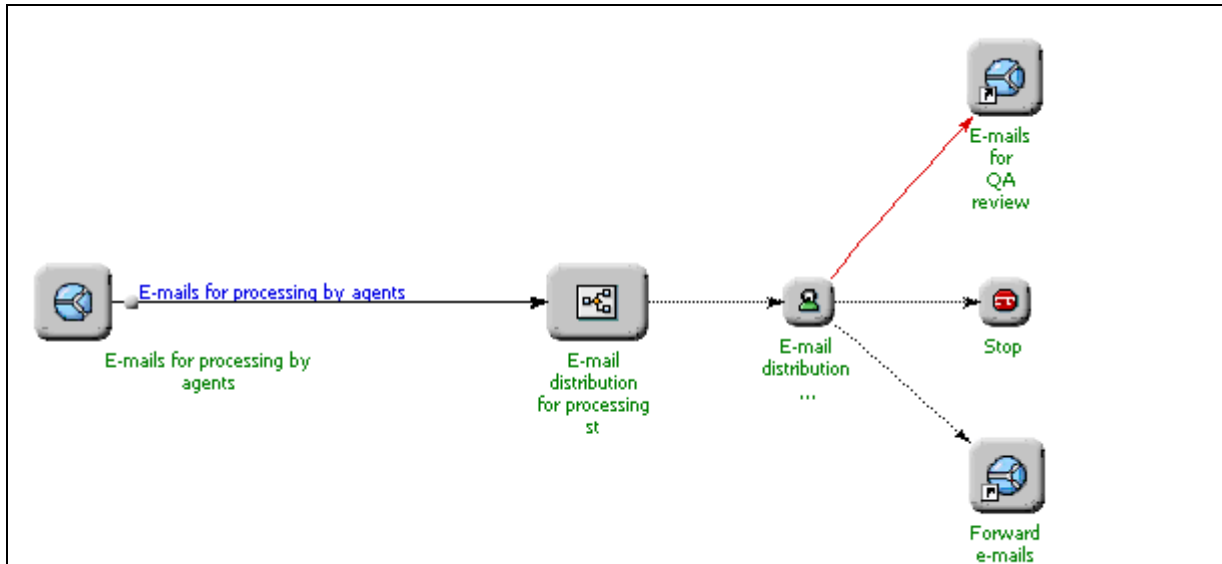 E-mails
for
QA
review
E-mails for processing by agents
E-mails for processing by
agents
E-mail
distribution
for processing
st
E-mail
distribution
...
Stop
Forward
e-mails